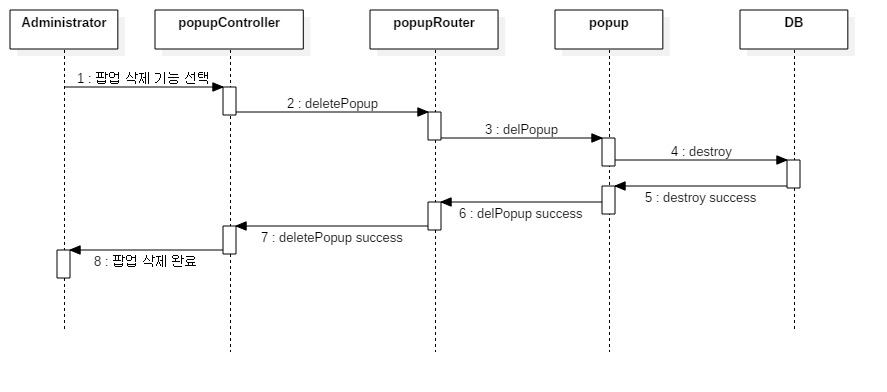 Administrator
popupController
popupRouter
popup
DB
1 : 팝업 삭제 기능 선택
2 : deletePopup
3 : delPopup
4 : destroy
5 : destroy success
6 : delPopup success
7 : deletePopup success
8 : 팝업 삭제 완료